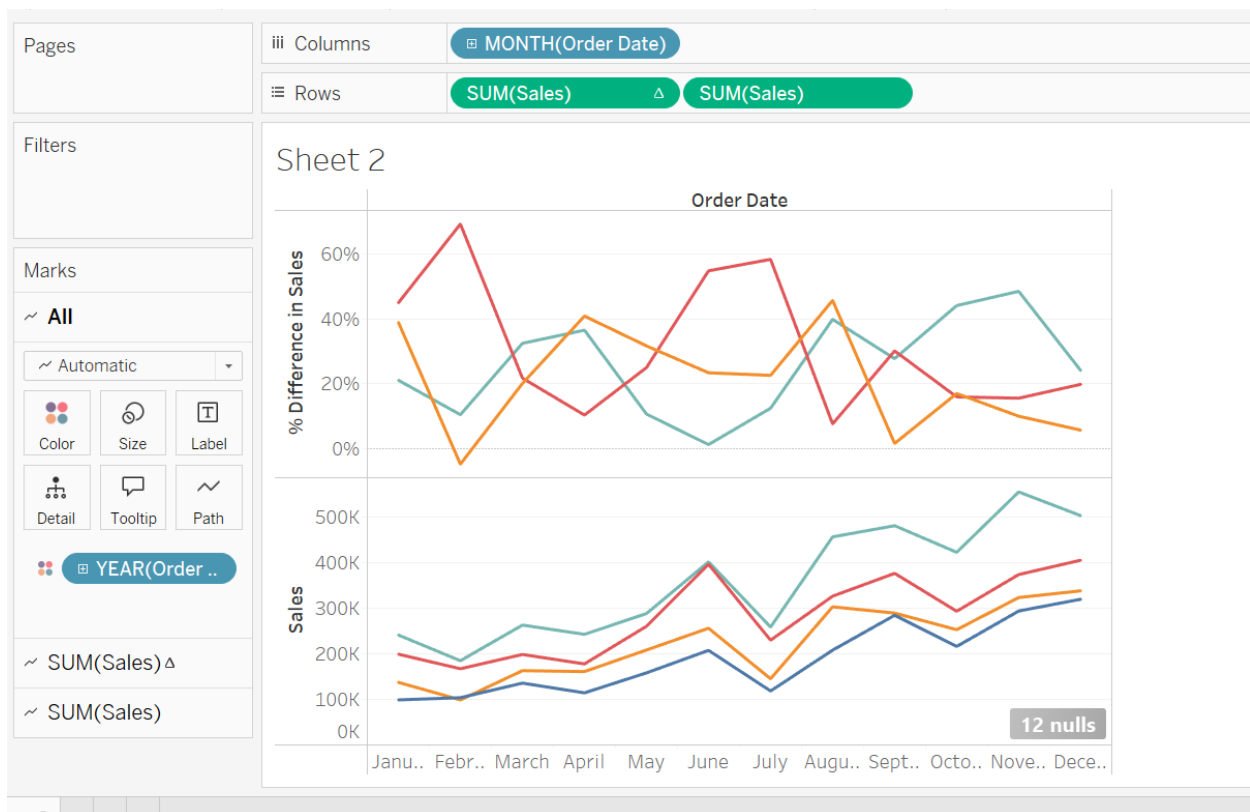 Pages
Columns
MONTH(Order Date)
Rows
SUM(Sales) Δ
SUM(Sales)
Filters
Marks
All
Automatic
Color
Size
Label
Detail
Tooltip
Path
YEAR(Order ..
SUM(Sales) Δ
SUM(Sales)
Sheet 2
Order Date
% Difference in Sales
60%
40%
20%
0%
Sales
500K
400K
300K
200K
100K
0K
12 nulls
Janu.. Febr.. March April May June July Augu.. Sept.. Octo.. Nove.. Dece..